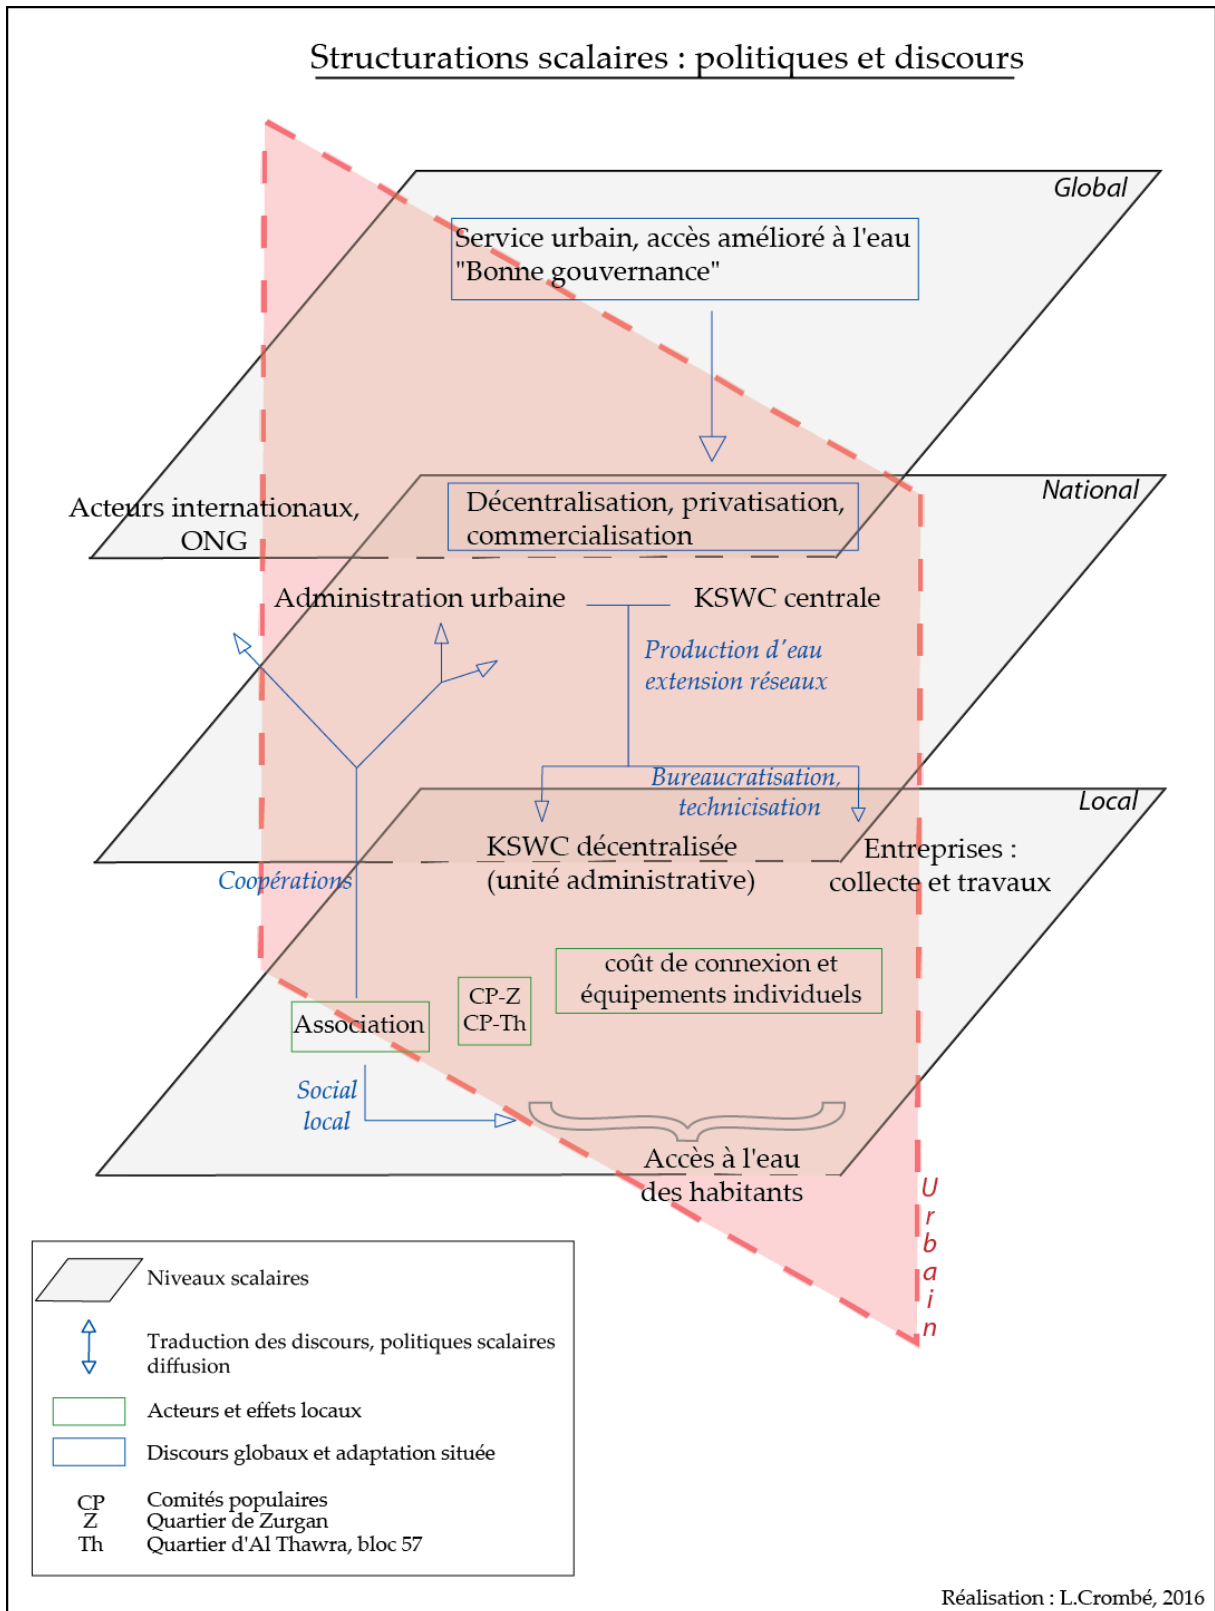 Structurations scalaires : politiques et discours
Global
Service urbain, accès amélioré à l'eau
"Bonne gouvernance"
National
Acteurs internationaux,
ONG
Décentralisation, privatisation,
commercialisation
Administration urbaine
KSWC centrale
Production d'eau
extension réseaux
Bureaucratisation,
technicisation
Local
KSWC décentralisée
(unité administrative)
Entreprises :
collecte et travaux
Coopérations
coût de connexion et
équipements individuels
CP-Z
CP-Th
Association
Social
local
Accès à l'eau
des habitants
Urbain
Niveaux scalaires
Traduction des discours, politiques scalaires
diffusion
Acteurs et effets locaux
Discours globaux et adaptation située
CP Comités populaires
Z Quartier de Zurgan
Th Quartier d'Al Thawra, bloc 57
Réalisation : L.Crombé, 2016